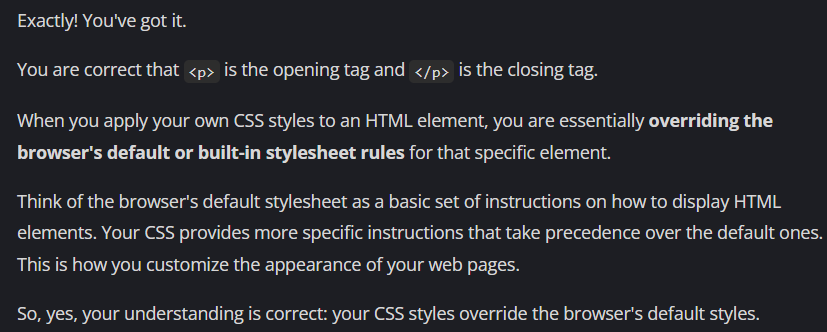 Exactly! You've got it.
You are correct that <p> is the opening tag and </p> is the closing tag.
When you apply your own CSS styles to an HTML element, you are essentially overriding the
browser's default or built-in stylesheet rules for that specific element.
Think of the browser's default stylesheet as a basic set of instructions on how to display HTML
elements. Your CSS provides more specific instructions that take precedence over the default ones.
This is how you customize the appearance of your web pages.
So, yes, your understanding is correct: your CSS styles override the browser's default styles.